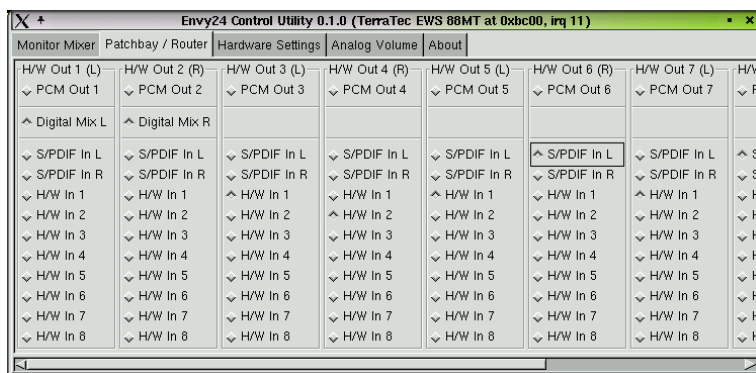 Envy24 Control Utility 0.1.0 (TerraTec EWS 88MT at 0xbc00, irq 11)
Monitor Mixer Patchbay / Router Hardware Settings Analog Volume About
H/W Out 1 (L) H/W Out 2 (R) H/W Out 3 (L) H/W Out 4 (R) H/W Out 5 (L) H/W Out 6 (R) H/W Out 7 (L)
PCM Out 1 PCM Out 2 PCM Out 3 PCM Out 4 PCM Out 5 PCM Out 6 PCM Out 7
Digital Mix L Digital Mix R
S/PDIF In L S/PDIF In L S/PDIF In L S/PDIF In L S/PDIF In L S/PDIF In L S/PDIF In L
S/PDIF In R S/PDIF In R S/PDIF In R S/PDIF In R S/PDIF In R S/PDIF In R S/PDIF In R
H/W In 1 H/W In 1 H/W In 1 H/W In 1 H/W In 1 H/W In 1 H/W In 1
H/W In 2 H/W In 2 H/W In 2 H/W In 2 H/W In 2 H/W In 2 H/W In 2
H/W In 3 H/W In 3 H/W In 3 H/W In 3 H/W In 3 H/W In 3 H/W In 3
H/W In 4 H/W In 4 H/W In 4 H/W In 4 H/W In 4 H/W In 4 H/W In 4
H/W In 5 H/W In 5 H/W In 5 H/W In 5 H/W In 5 H/W In 5 H/W In 5
H/W In 6 H/W In 6 H/W In 6 H/W In 6 H/W In 6 H/W In 6 H/W In 6
H/W In 7 H/W In 7 H/W In 7 H/W In 7 H/W In 7 H/W In 7 H/W In 7
H/W In 8 H/W In 8 H/W In 8 H/W In 8 H/W In 8 H/W In 8 H/W In 8